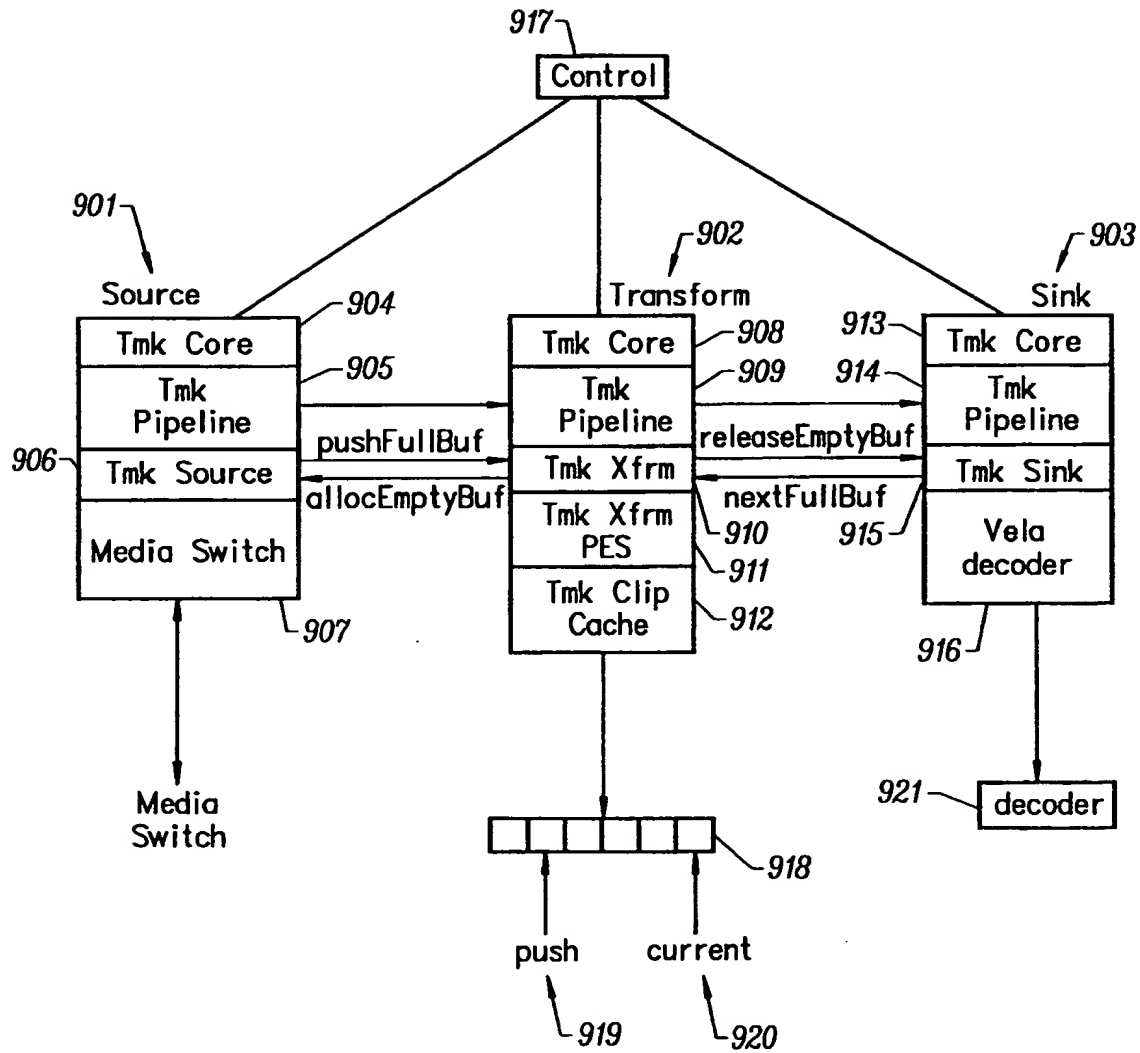 917
Control
901
902
903
Source
904
Transform
Sink
Tmk Core
905
Tmk Core
908
913
Tmk Core
Tmk
Pipeline
Tmk
Pipeline
909
914
Tmk
Pipeline
pushFullBuf
releaseEmptyBuf
906
Tmk Source
Tmk Xfrm
Tmk Sink
allocEmptyBuf
nextFullBuf
Media Switch
Tmk Xfrm
PES
910
915
Vela
decoder
911
Tmk Clip
Cache
912
907
916
Media
Switch
921
decoder
918
push
current
919
920